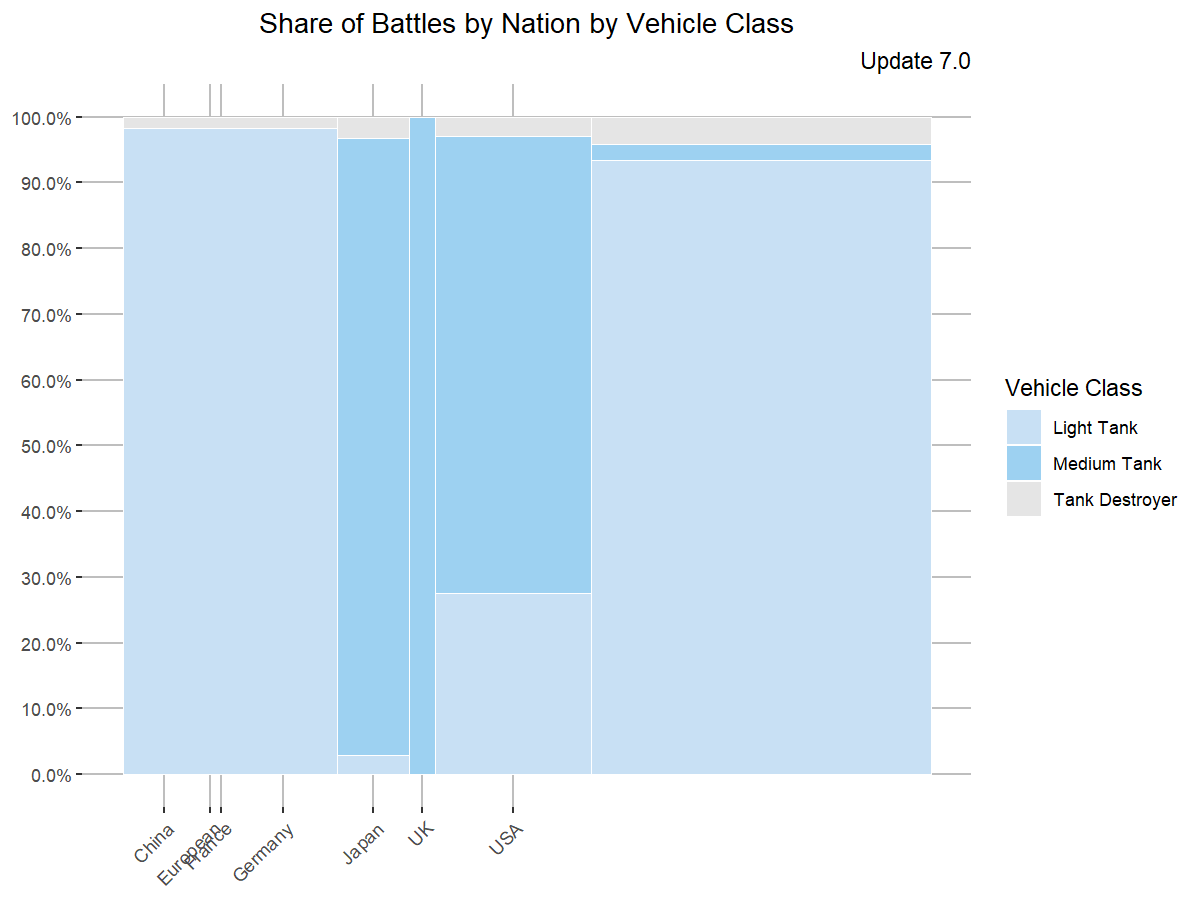 Share of Battles by Nation by Vehicle Class
Update 7.0
100.0%
90.0%
80.0%
70.0%
60.0%
50.0%
40.0%
30.0%
20.0%
10.0%
0.0%
China
European
France
Germany
Japan
UK
USA
Vehicle Class
Light Tank
Medium Tank
Tank Destroyer